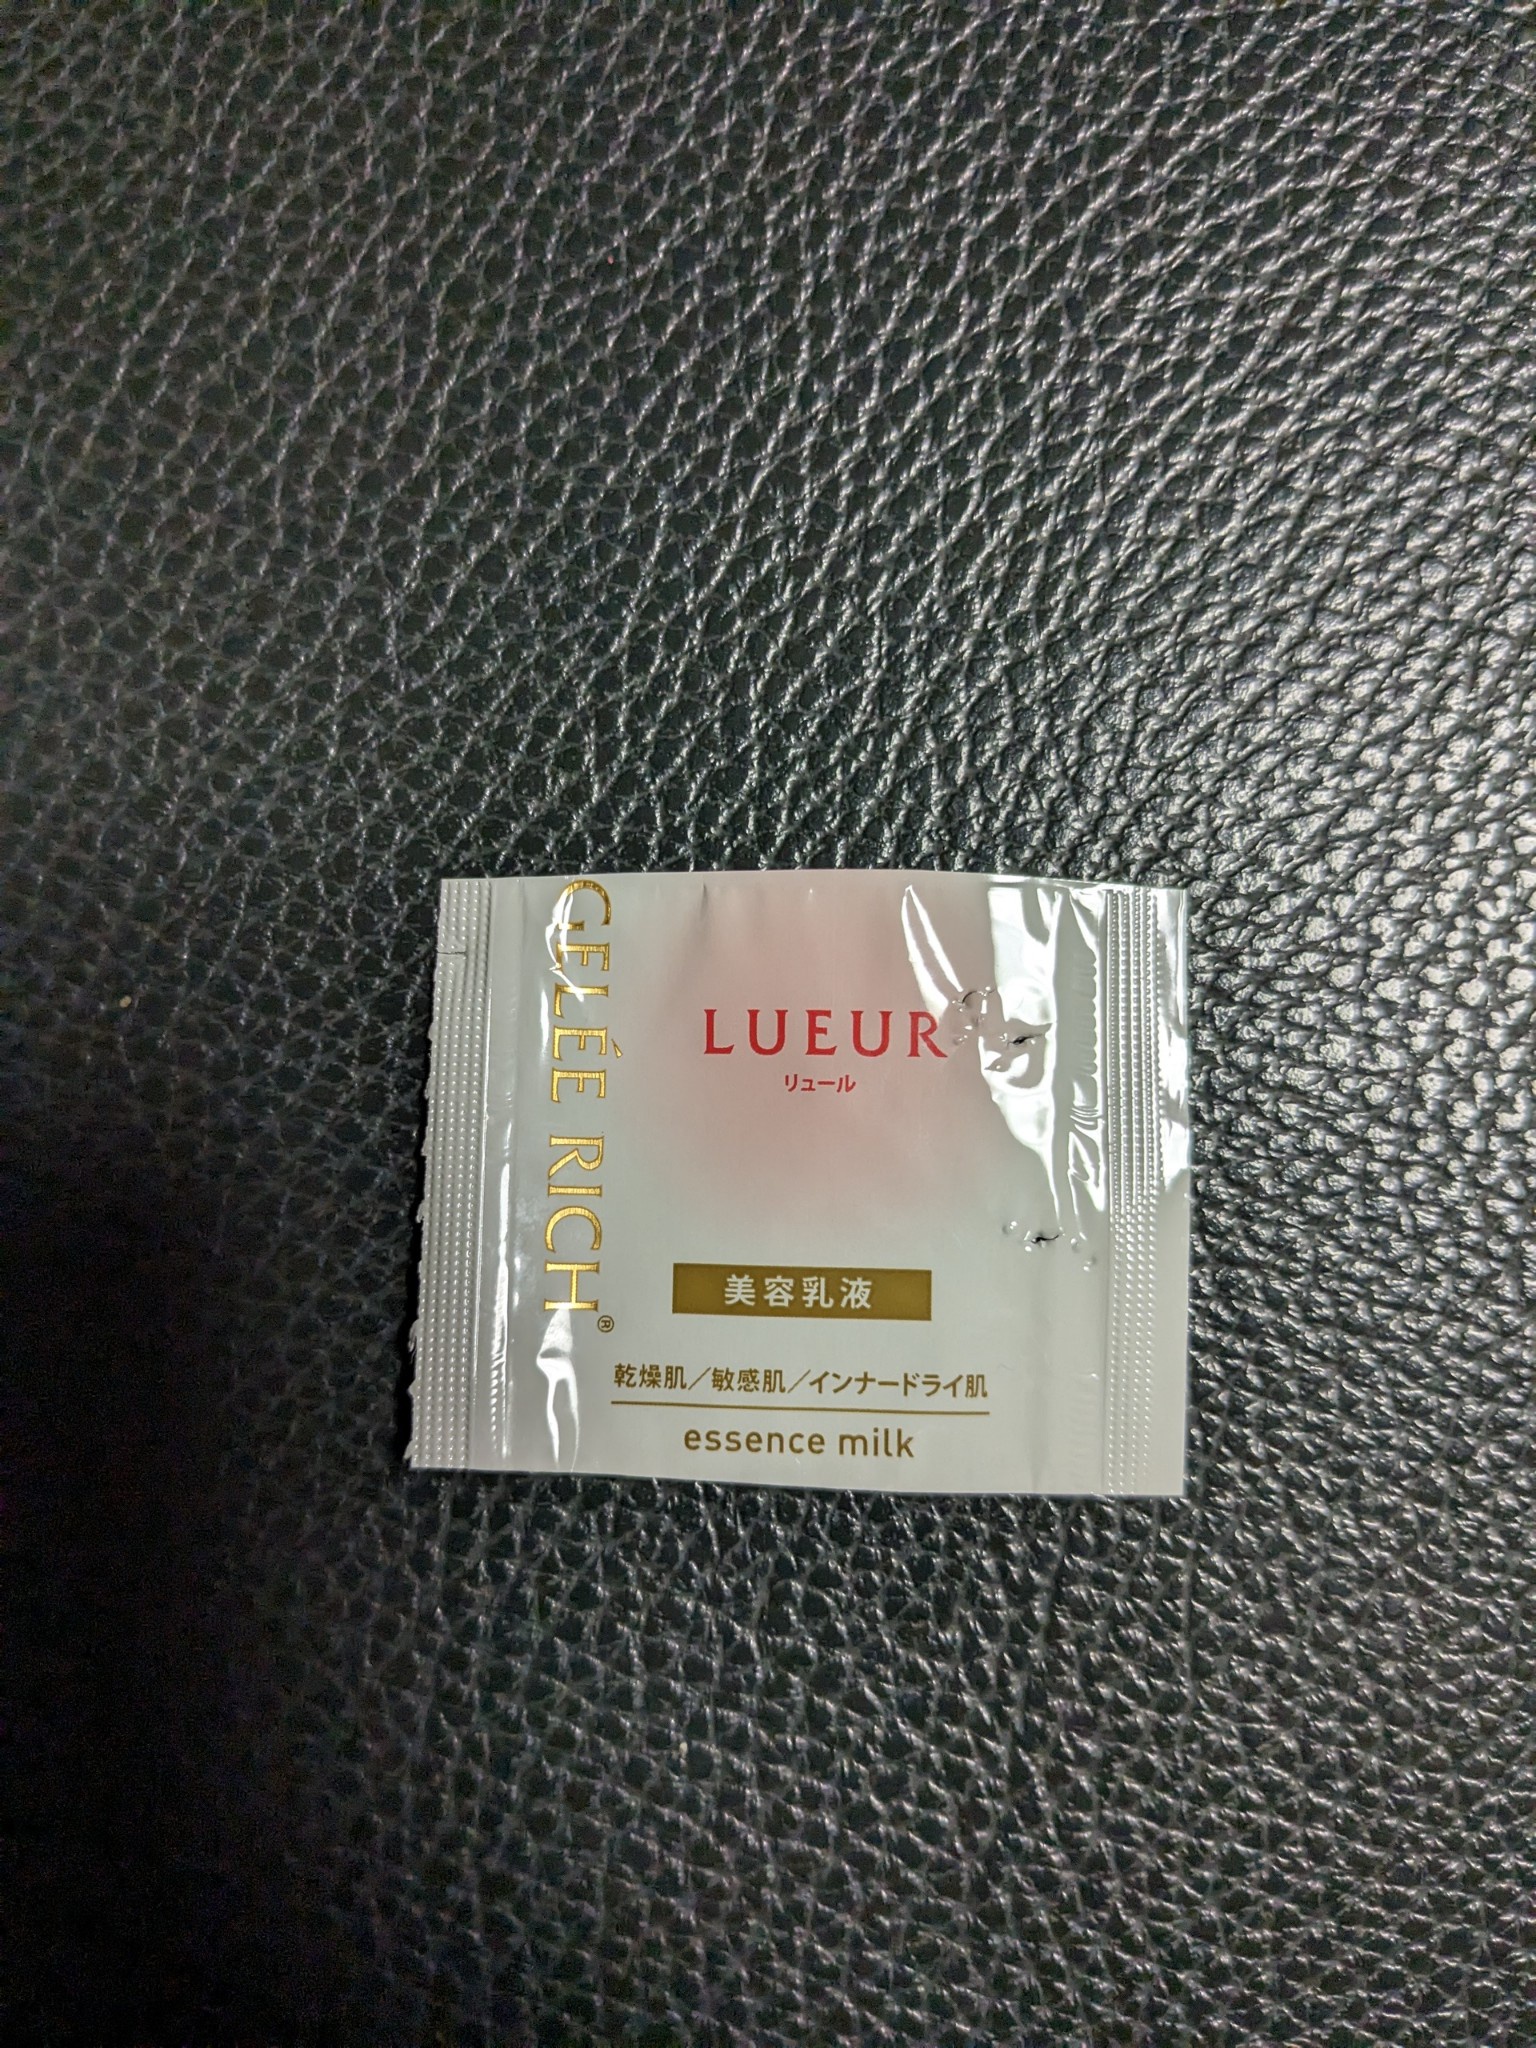 GELÉE RICH®
LUEUR
リュール
美容乳液
乾燥肌／敏感肌／インナードライ肌
essence milk